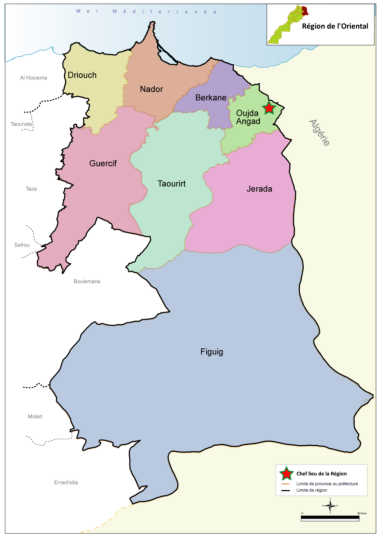 Mer Méditerranée
Région de l'Oriental
Al Hoceima
Driouch
Nador
Berkane
Oujda
Angad
Algérie
Taounate
Guercif
Taourirt
Jerada
Taza
Sefrou
Boulemane
Figuig
Midelt
Errachidia
Chef lieu de la Région
Limite de province ou préfecture
Limite de région